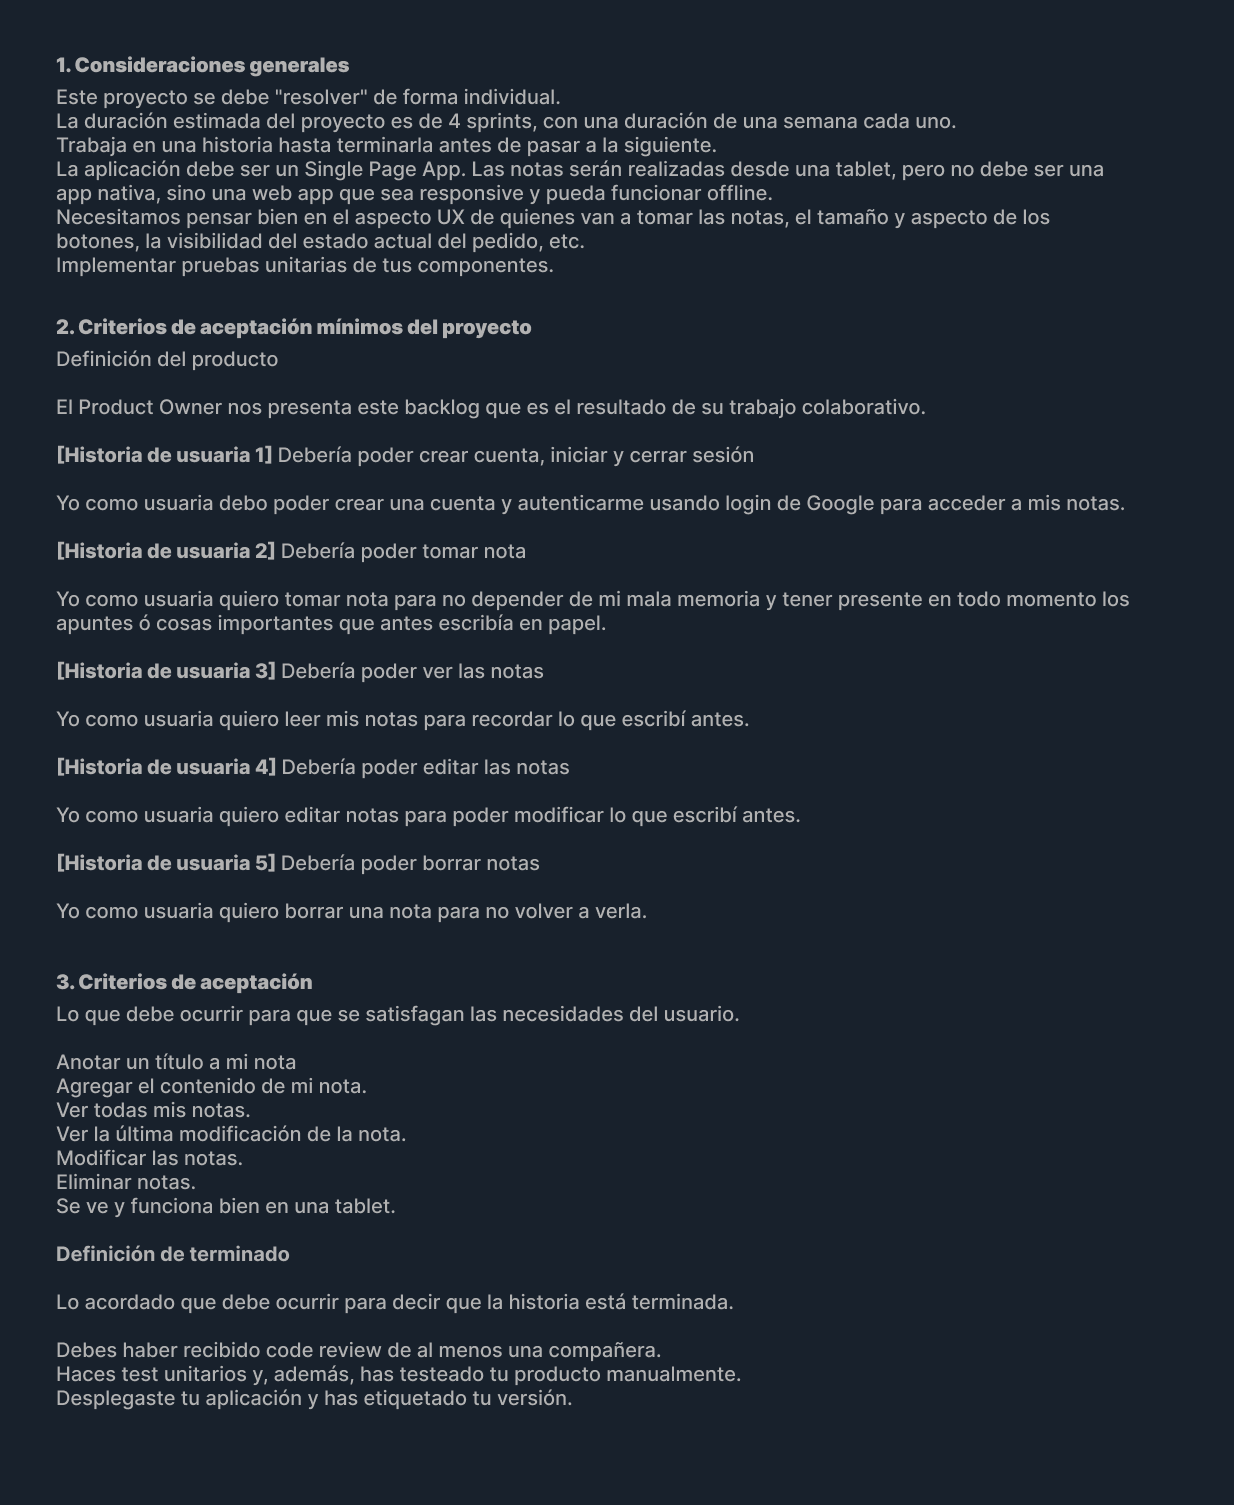 1. Consideraciones generales
Este proyecto se debe "resolver" de forma individual.
La duración estimada del proyecto es de 4 sprints, con una duración de una semana cada uno.
Trabaja en una historia hasta terminarla antes de pasar a la siguiente.
La aplicación debe ser un Single Page App. Las notas serán realizadas desde una tablet, pero no debe ser una
app nativa, sino una web app que sea responsive y pueda funcionar offline.
Necesitamos pensar bien en el aspecto UX de quienes van a tomar las notas, el tamaño y aspecto de los
botones, la visibilidad del estado actual del pedido, etc.
Implementar pruebas unitarias de tus componentes.
2. Criterios de aceptación mínimos del proyecto
Definición del producto
El Product Owner nos presenta este backlog que es el resultado de su trabajo colaborativo.
[Historia de usuaria 1] Debería poder crear cuenta, iniciar y cerrar sesión
Yo como usuaria debo poder crear una cuenta y autenticarme usando login de Google para acceder a mis notas.
[Historia de usuaria 2] Debería poder tomar nota
Yo como usuaria quiero tomar nota para no depender de mi mala memoria y tener presente en todo momento los
apuntes ó cosas importantes que antes escribía en papel.
[Historia de usuaria 3] Debería poder ver las notas
Yo como usuaria quiero leer mis notas para recordar lo que escribí antes.
[Historia de usuaria 4] Debería poder editar las notas
Yo como usuaria quiero editar notas para poder modificar lo que escribí antes.
[Historia de usuaria 5] Debería poder borrar notas
Yo como usuaria quiero borrar una nota para no volver a verla.
3. Criterios de aceptación
Lo que debe ocurrir para que se satisfagan las necesidades del usuario.
Anotar un título a mi nota
Agregar el contenido de mi nota.
Ver todas mis notas.
Ver la última modificación de la nota.
Modificar las notas.
Eliminar notas.
Se ve y funciona bien en una tablet.
Definición de terminado
Lo acordado que debe ocurrir para decir que la historia está terminada.
Debes haber recibido code review de al menos una compañera.
Haces test unitarios y, además, has testeado tu producto manualmente.
Desplegaste tu aplicación y has etiquetado tu versión.